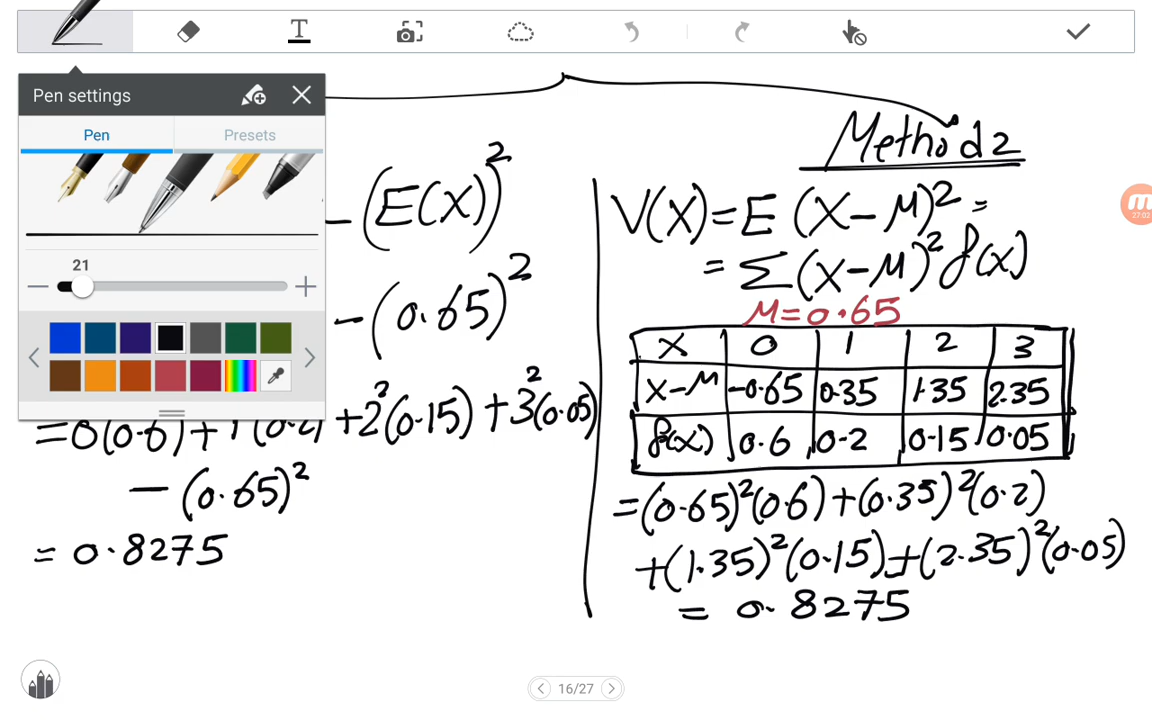 T
Pen settings
Pen
Presets
21
− (E(X))²
− (0.65)²
+2²(0.15) +3²(0.05)
− (0.65)²
= 0.8275
Method 2
V(X) = E (X−M)² =
= Σ (X−M)² f(x)
M = 0.65
X 0 1 2 3
X−M −0.65 0.35 1.35 2.35
f(x) 0.6 0.2 0.15 0.05
= (0.65)²(0.6) + (0.35)²(0.2)
+(1.35)²(0.15) + (2.35)²(0.05)
= 0.8275
16/27
27:02